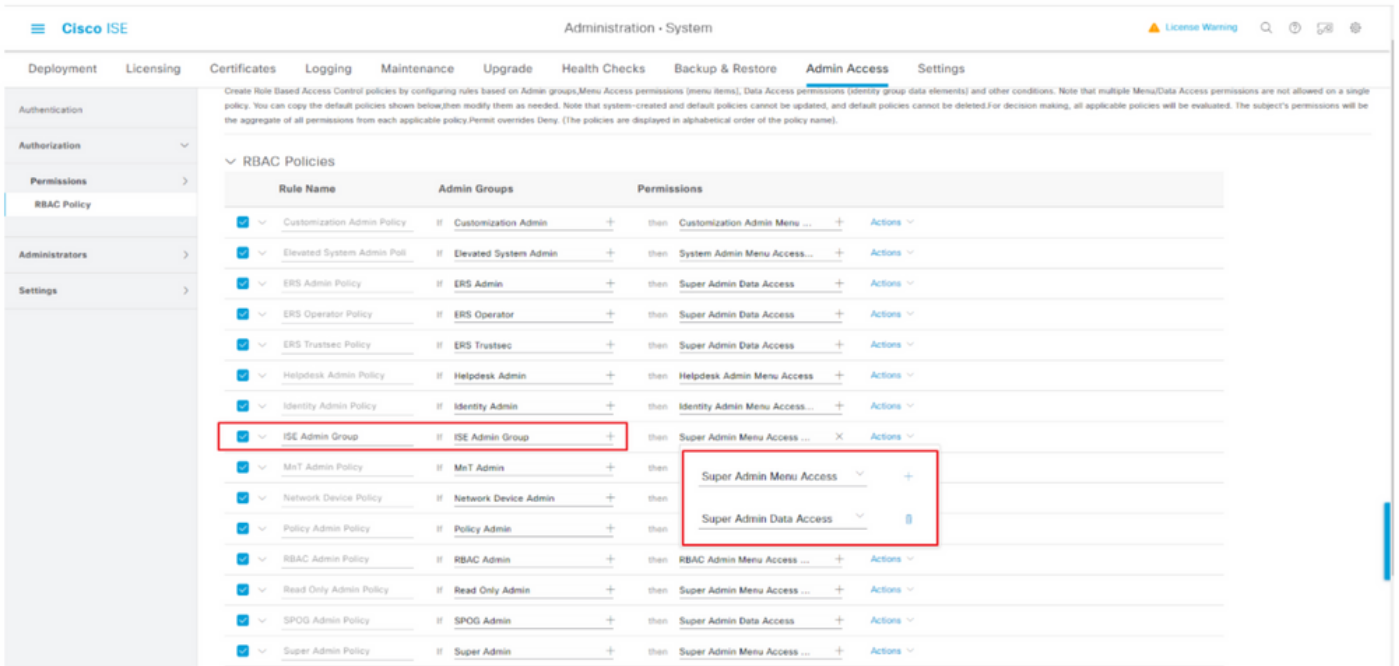 Cisco ISE
Administration · System
License Warning
Deployment Licensing Certificates Logging Maintenance Upgrade Health Checks Backup & Restore Admin Access Settings
Authentication
Authorization
Permissions
RBAC Policy
Administrators
Settings
Create Role Based Access Control policies by configuring rules based on Admin groups,Menu Access permissions (menu items), Data Access permissions (identity group data elements) and other conditions. Note that multiple Menu/Data Access permissions are not allowed on a single
policy. You can copy the default policies shown below,then modify them as needed. Note that system-created and default policies cannot be updated, and default policies cannot be deleted.For decision making, all applicable policies will be evaluated. The subject's permissions will be
the aggregate of all permissions from each applicable policy.Permit overrides Deny. (The policies are displayed in alphabetical order of the policy name).
RBAC Policies
Rule Name Admin Groups Permissions
Customization Admin Policy If Customization Admin + then Customization Admin Menu ... + Actions
Elevated System Admin Poli If Elevated System Admin + then System Admin Menu Access... + Actions
ERS Admin Policy If ERS Admin + then Super Admin Data Access + Actions
ERS Operator Policy If ERS Operator + then Super Admin Data Access + Actions
ERS Trustsec Policy If ERS Trustsec + then Super Admin Data Access + Actions
Helpdesk Admin Policy If Helpdesk Admin + then Helpdesk Admin Menu Access + Actions
Identity Admin Policy If Identity Admin + then Identity Admin Menu Access... + Actions
ISE Admin Group If ISE Admin Group + then Super Admin Menu Access ... × Actions
MnT Admin Policy If MnT Admin + then
Super Admin Menu Access +
Network Device Policy If Network Device Admin + then
Super Admin Data Access
Policy Admin Policy If Policy Admin + then
RBAC Admin Policy If RBAC Admin + then RBAC Admin Menu Access ... + Actions
Read Only Admin Policy If Read Only Admin + then Super Admin Menu Access ... + Actions
SPOG Admin Policy If SPOG Admin + then Super Admin Data Access + Actions
Super Admin Policy If Super Admin + then Super Admin Menu Access ... + Actions